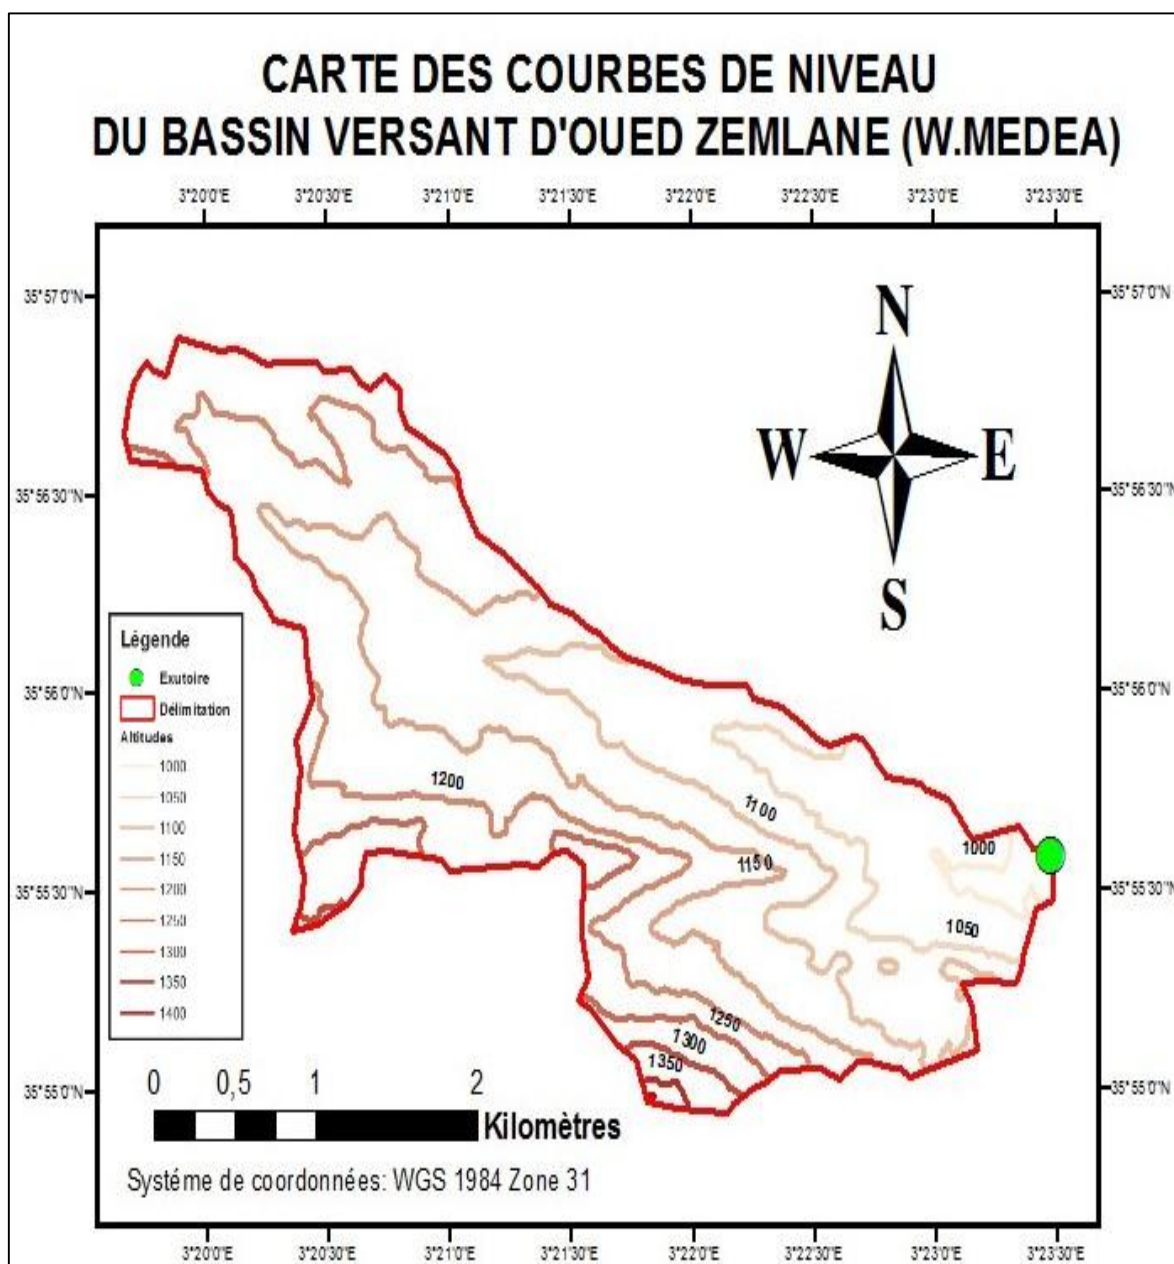 CARTE DES COURBES DE NIVEAU
DU BASSIN VERSANT D'OUED ZEMLANE (W.MEDEA)
3°20'0"E 3°20'30"E 3°21'0"E 3°21'30"E 3°22'0"E 3°22'30"E 3°23'0"E 3°23'30"E
35°57'0"N 35°57'0"N
N
W E
35°56'30"N 35°56'30"N
S
Légende
Exutoire
35°56'0"N 35°56'0"N
Délimitation
Altitudes
1000
1050
1100
1150
1200
1250
1300
1350
1400
1200
1100
1000
1150
35°55'30"N 35°55'30"N
1050
1250
1300
1350
35°55'0"N 35°55'0"N
0 0,5 1 2
Kilomètres
Systéme de coordonnées: WGS 1984 Zone 31
3°20'0"E 3°20'30"E 3°21'0"E 3°21'30"E 3°22'0"E 3°22'30"E 3°23'0"E 3°23'30"E